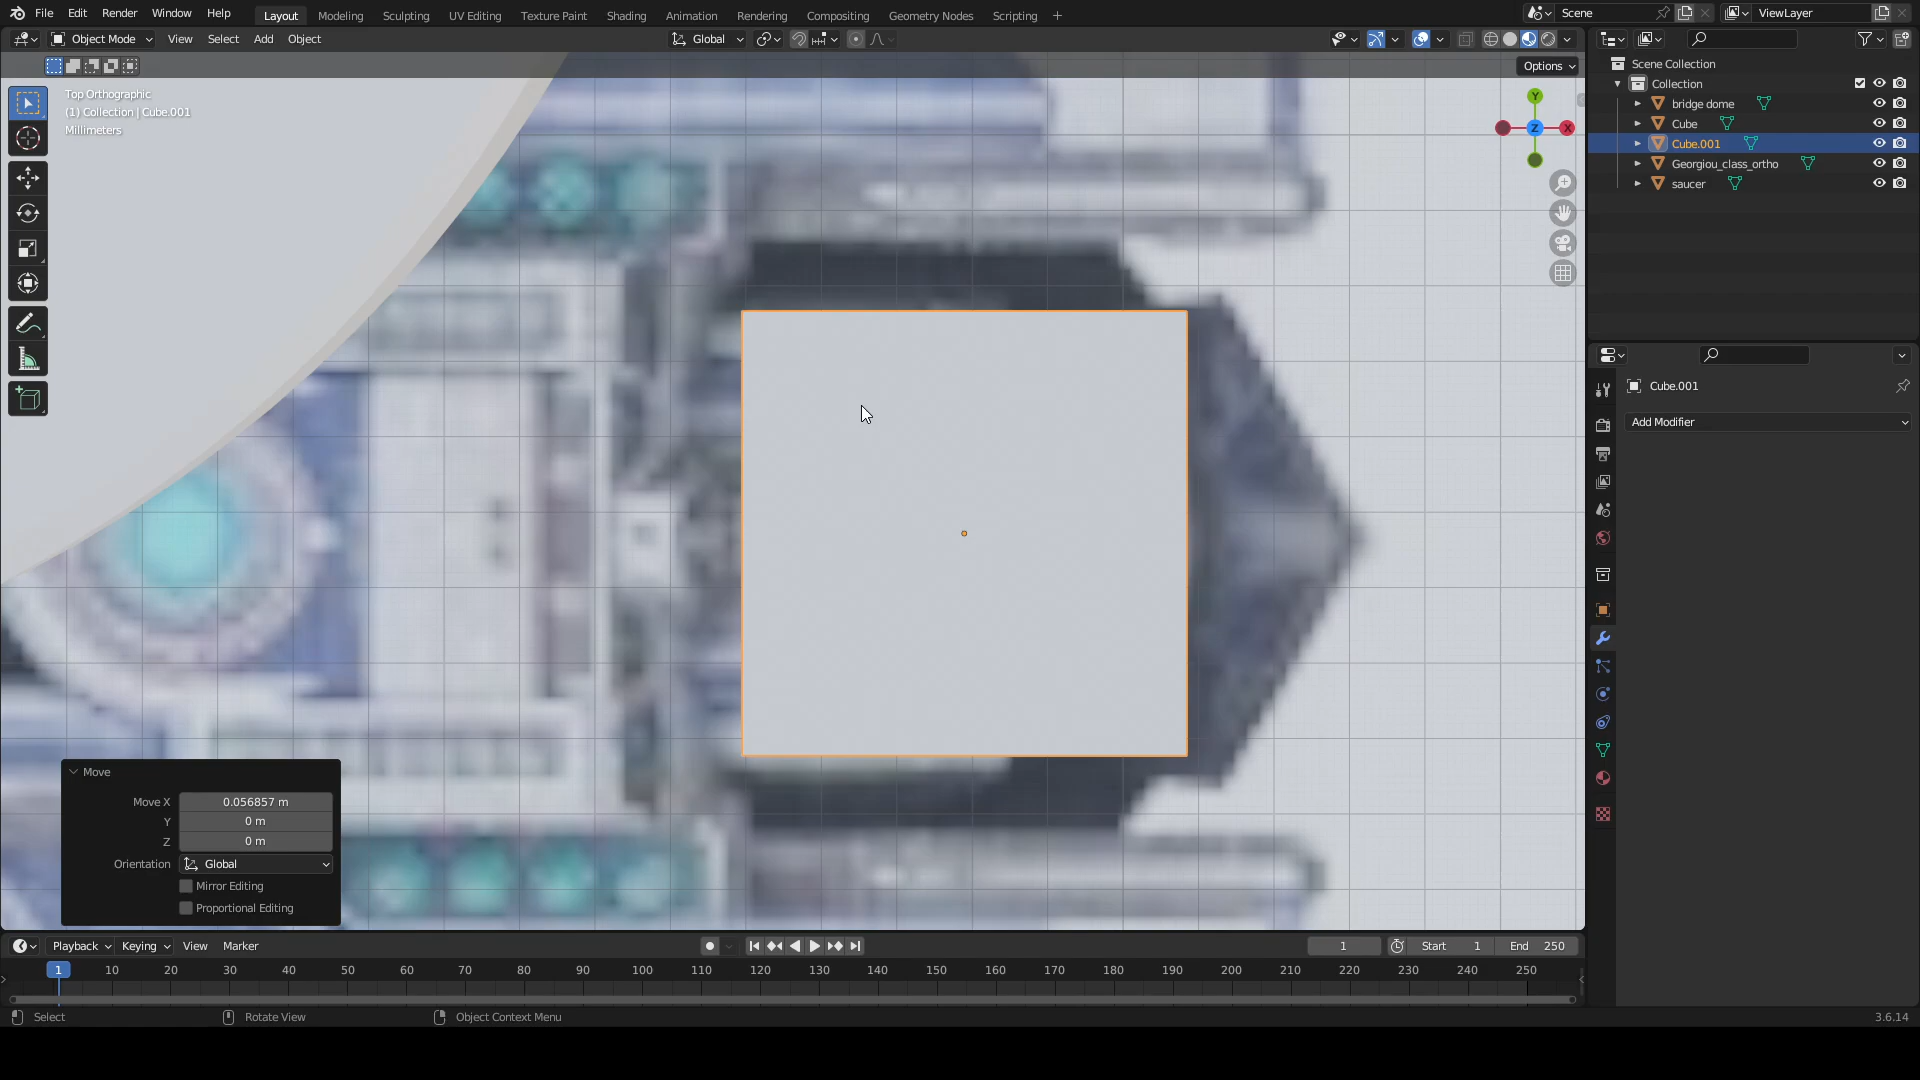 File Edit Render Window Help Layout Modeling Sculpting UV Editing Texture Paint Shading Animation Rendering Compositing Geometry Nodes Scripting + Scene ViewLayer
Object Mode View Select Add Object Global
Options
Top Orthographic
(1) Collection | Cube.001
Millimeters
Y
Z
X
Scene Collection
Collection
bridge dome
Cube
Cube.001
Georgiou_class_ortho
saucer
Cube.001
Add Modifier
Move
Move X 0.056857 m
Y 0 m
Z 0 m
Orientation Global
Mirror Editing
Proportional Editing
Playback Keying View Marker 1 Start 1 End 250
1 10 20 30 40 50 60 70 80 90 100 110 120 130 140 150 160 170 180 190 200 210 220 230 240 250
Select Rotate View Object Context Menu 3.6.14